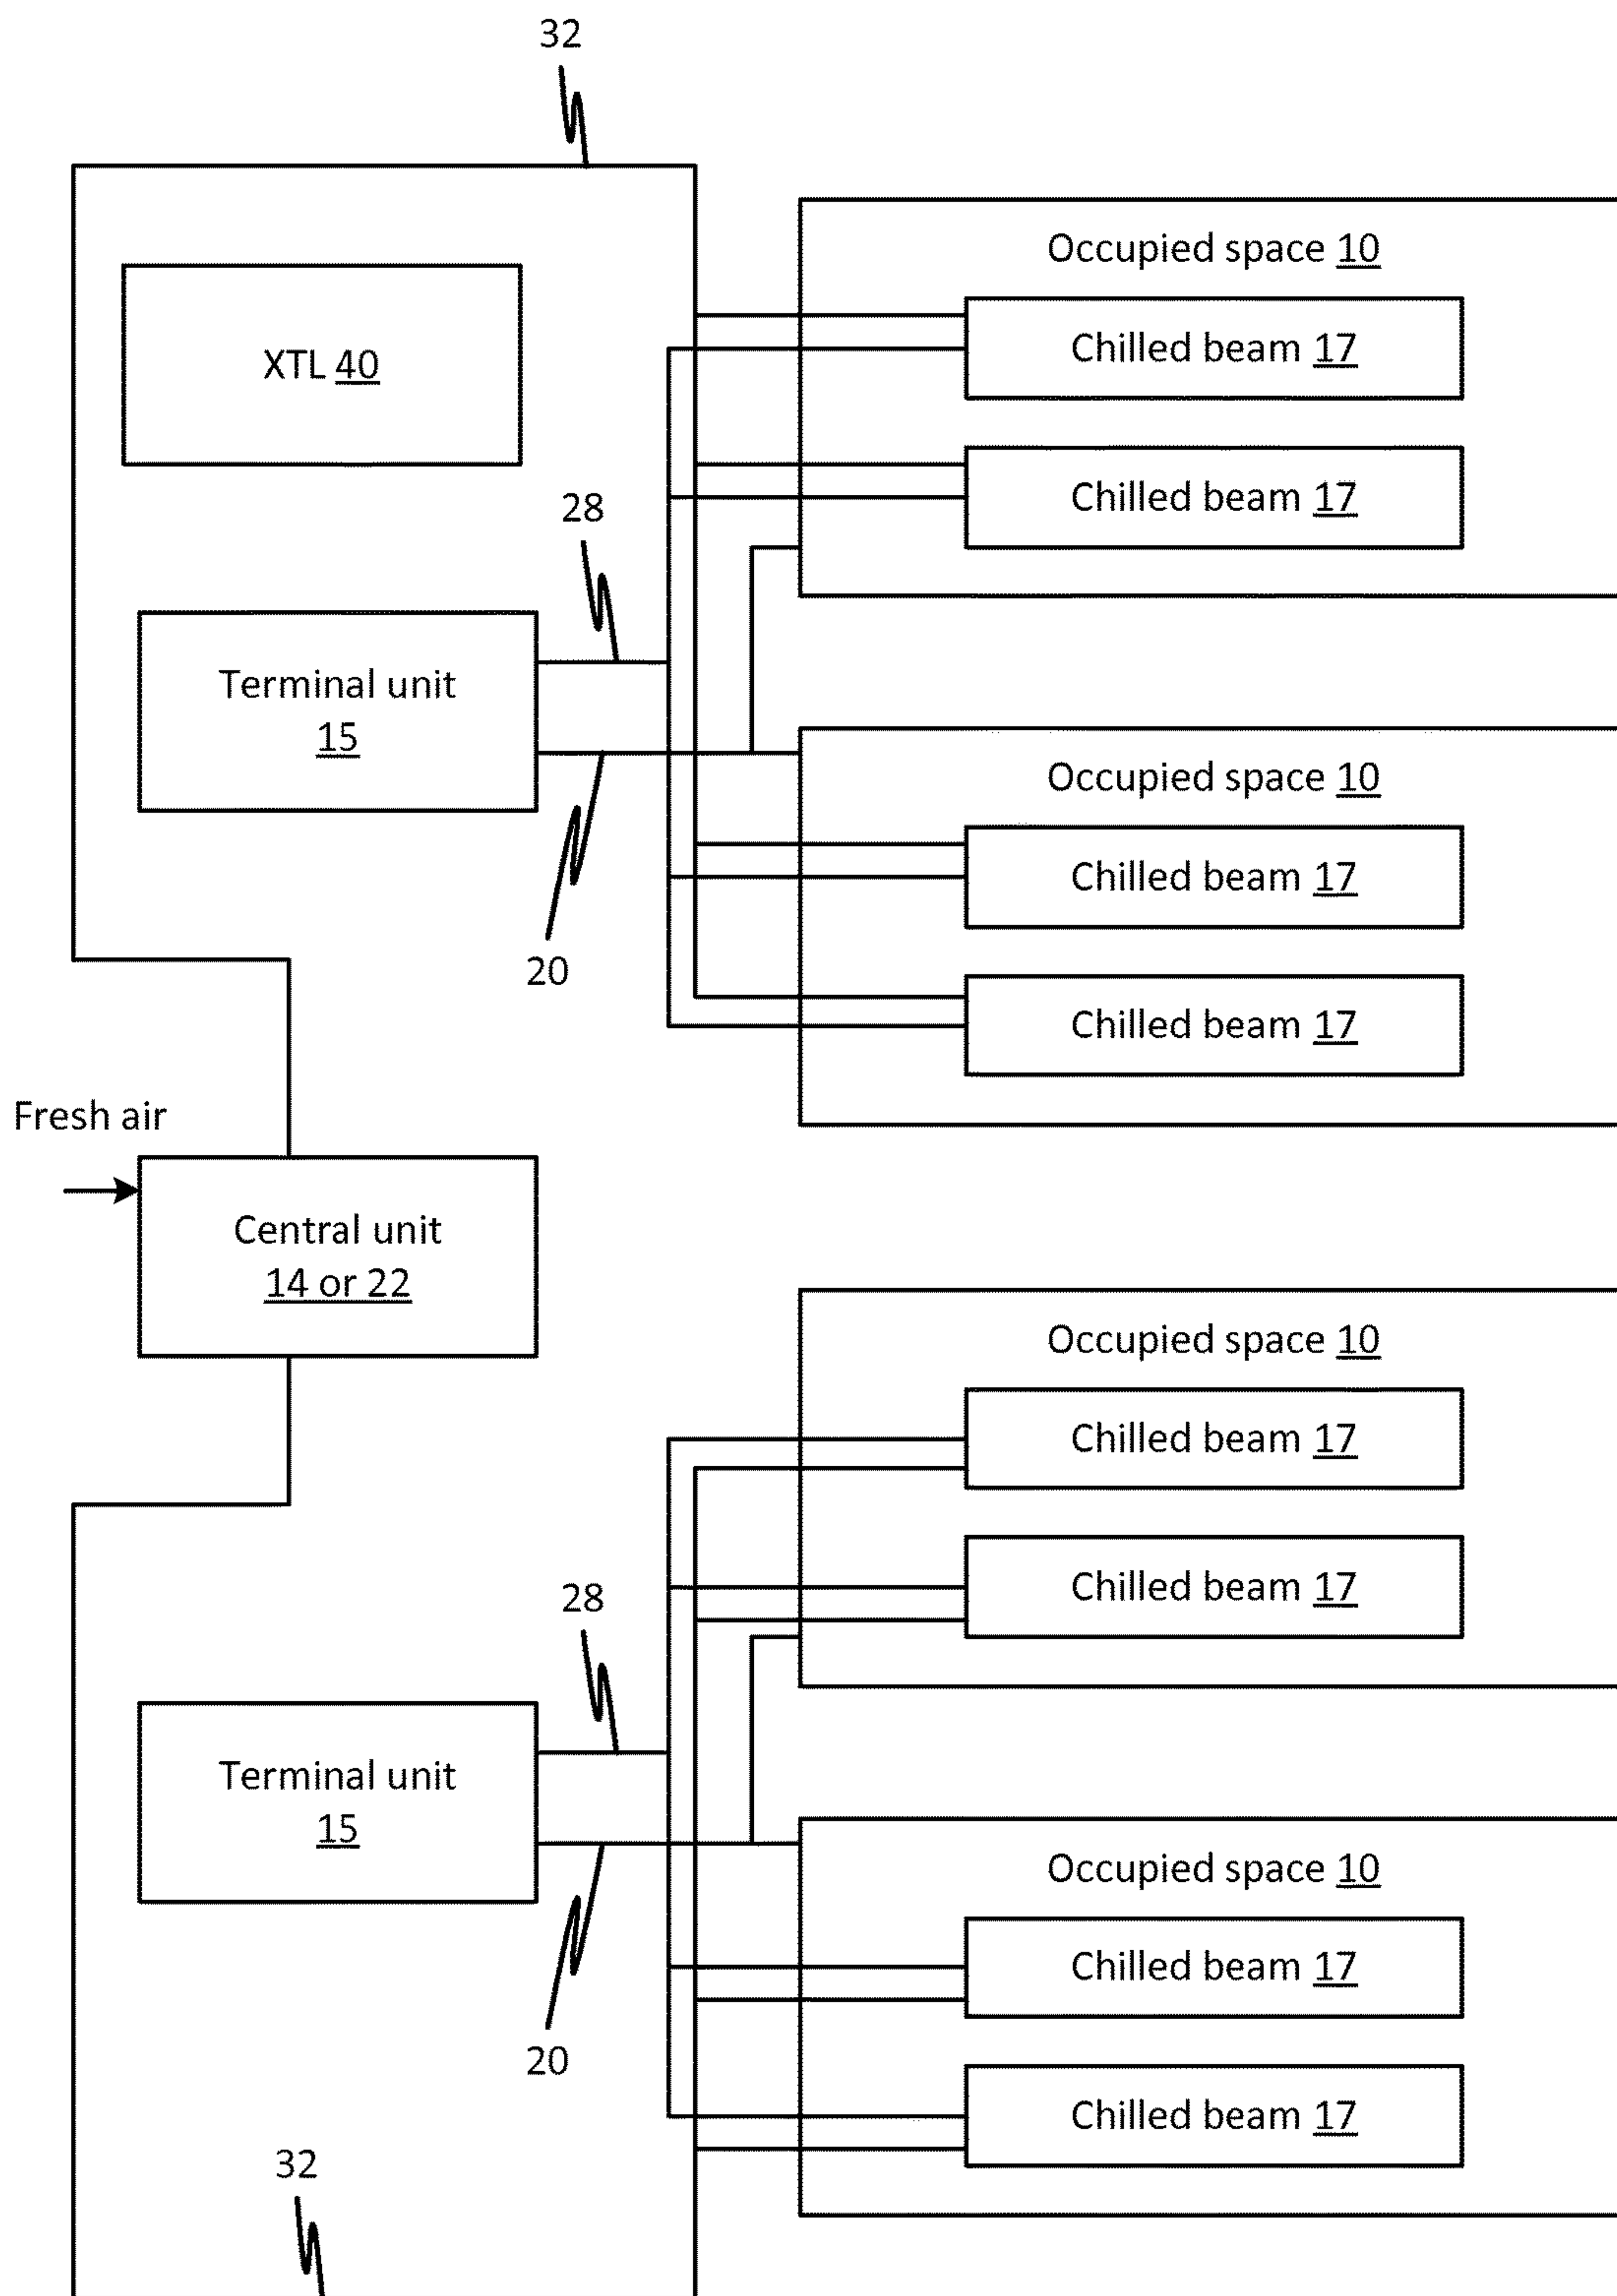 32
Occupied space 10
XTL 40
Chilled beam 17
Chilled beam 17
28
Terminal unit
15
20
Occupied space 10
Chilled beam 17
Chilled beam 17
Fresh air
Central unit
14 or 22
Occupied space 10
Chilled beam 17
Chilled beam 17
28
Terminal unit
15
20
Occupied space 10
Chilled beam 17
Chilled beam 17
32